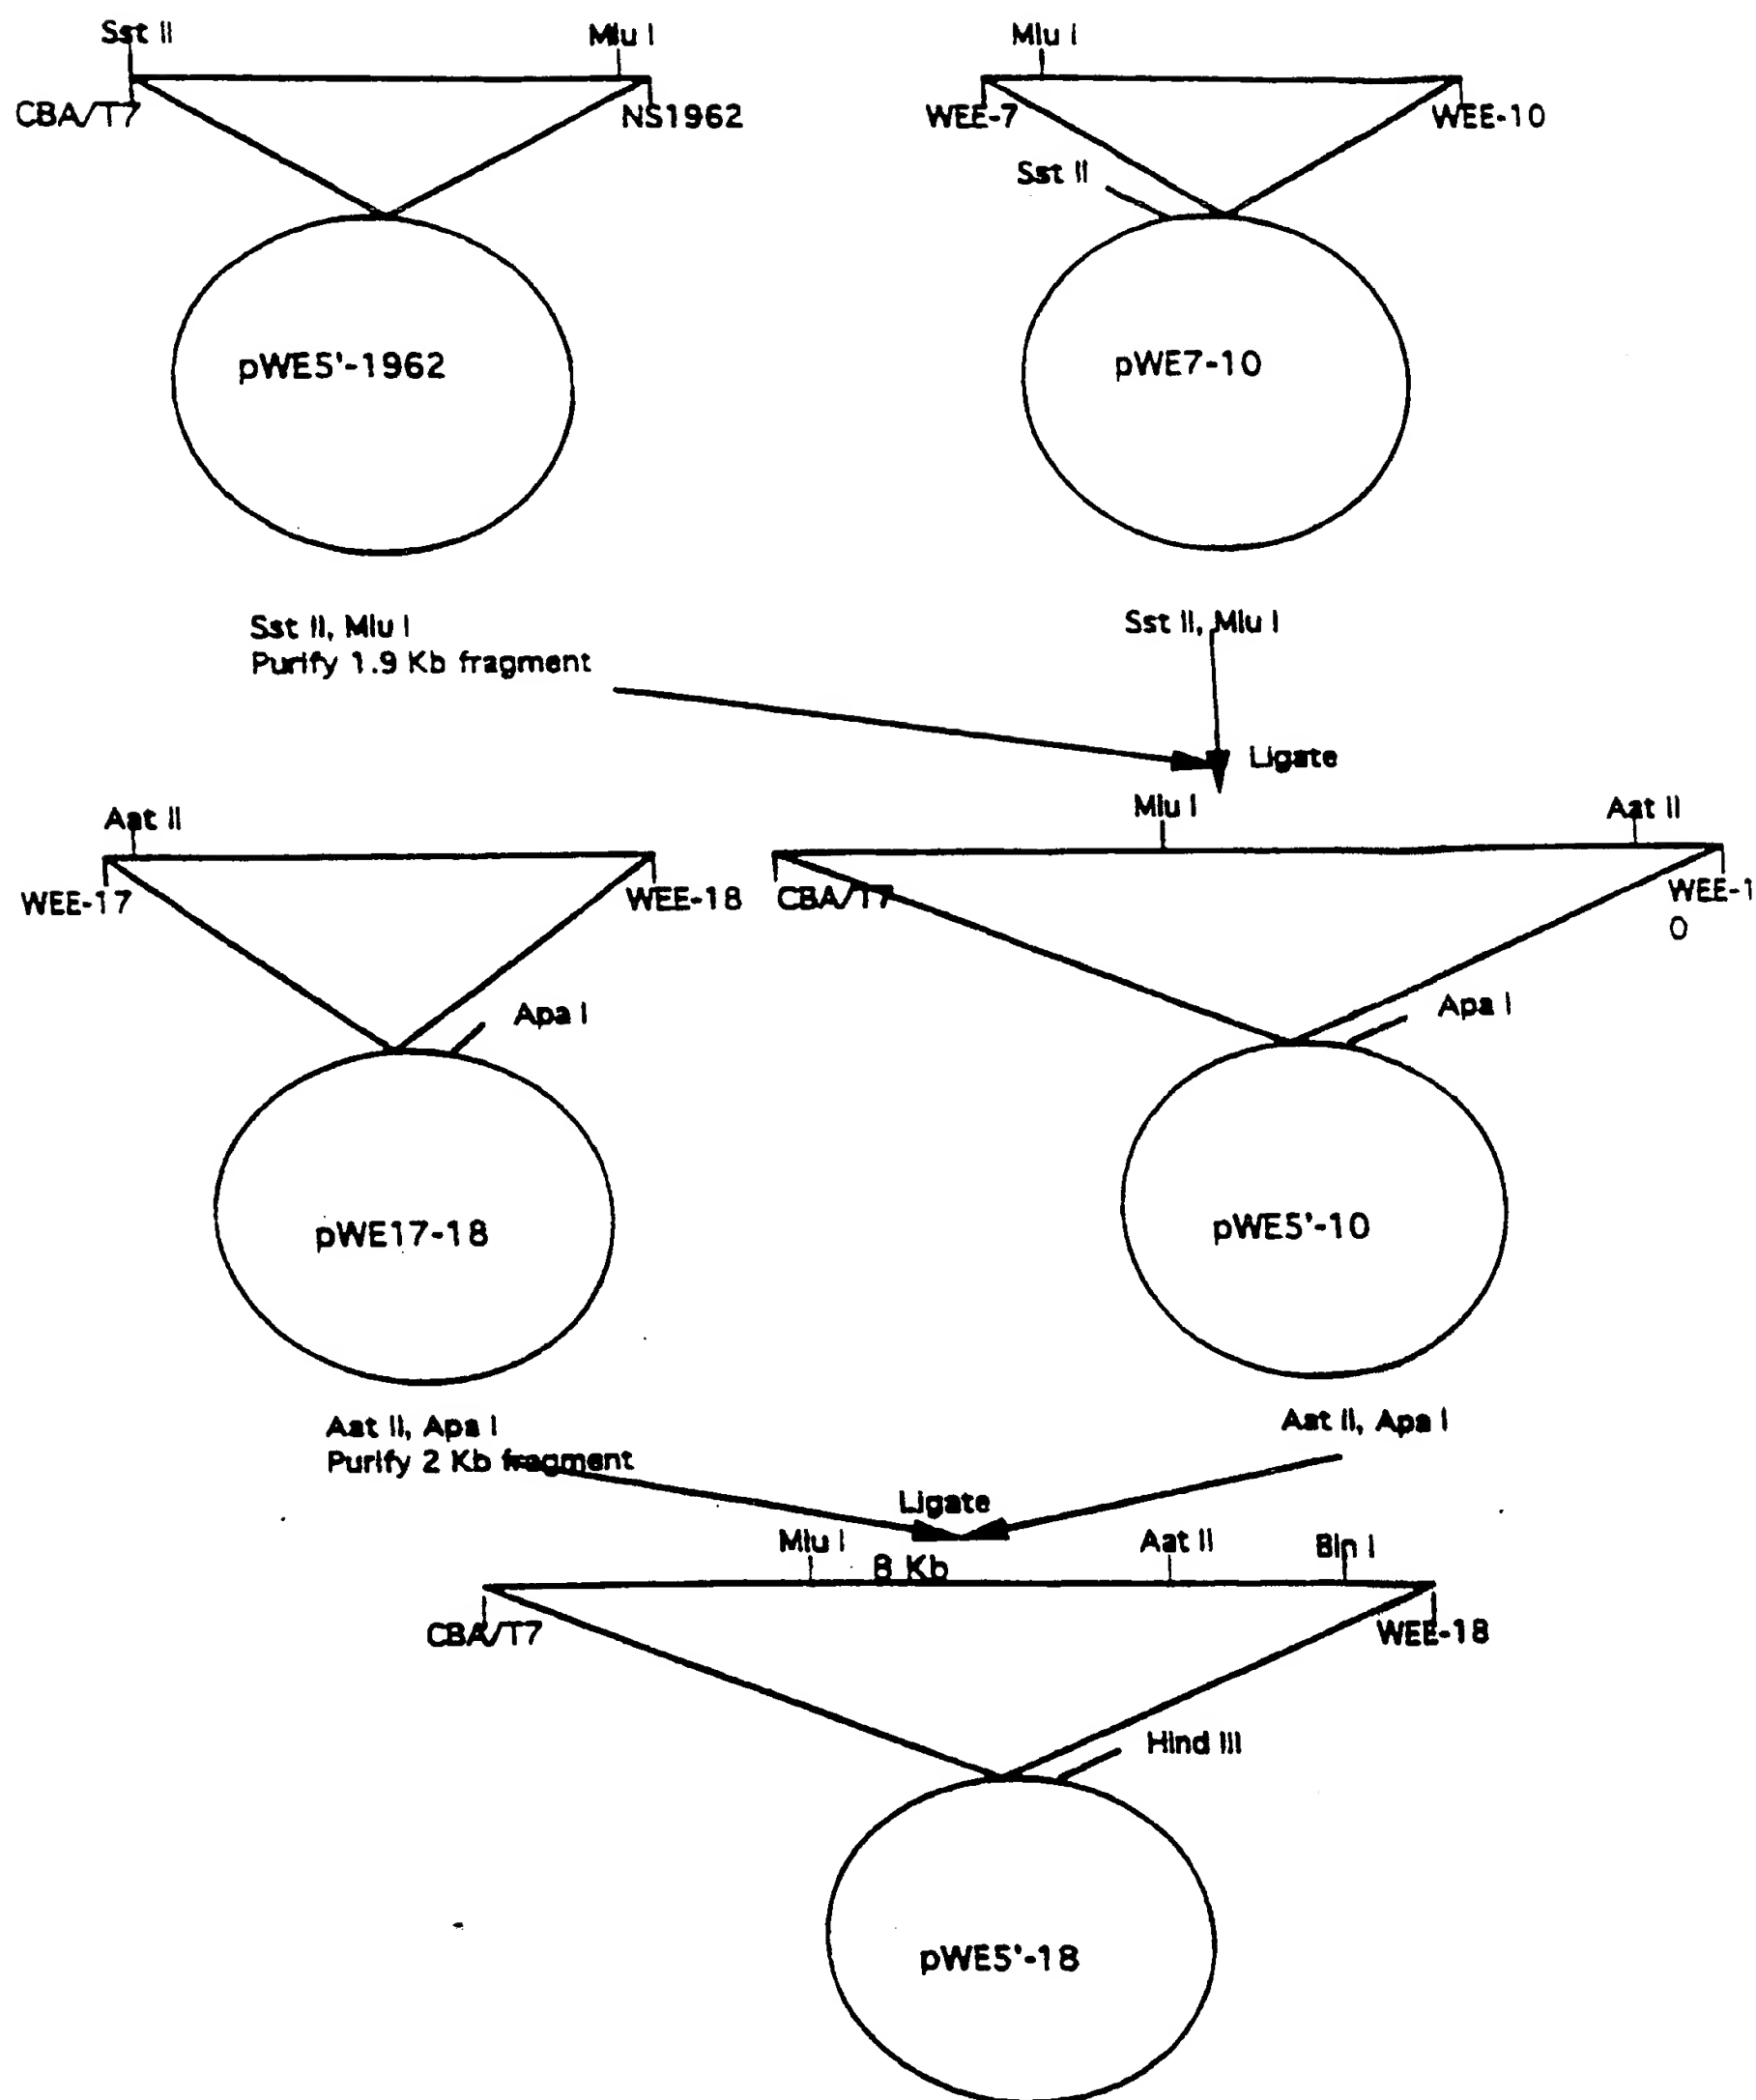 Sst II
Mlu I
Mlu I
CBA/T7
NS1962
WEE-7
WEE-10
Sst II
pWE5'-1962
pWE7-10
Sst II, Mlu I
Purify 1.9 Kb fragment
Sst II, Mlu I
Ligate
Aat II
Mlu I
Aat II
WEE-17
WEE-18
CBA/T7
WEE-1
0
Apa I
Apa I
pWE17-18
pWE5'-10
Aat II, Apa I
Purify 2 Kb fragment
Aat II, Apa I
Ligate
Mlu I
8 Kb
Aat II
Bln I
CBA/T7
WEE-18
Hind III
pWE5'-18